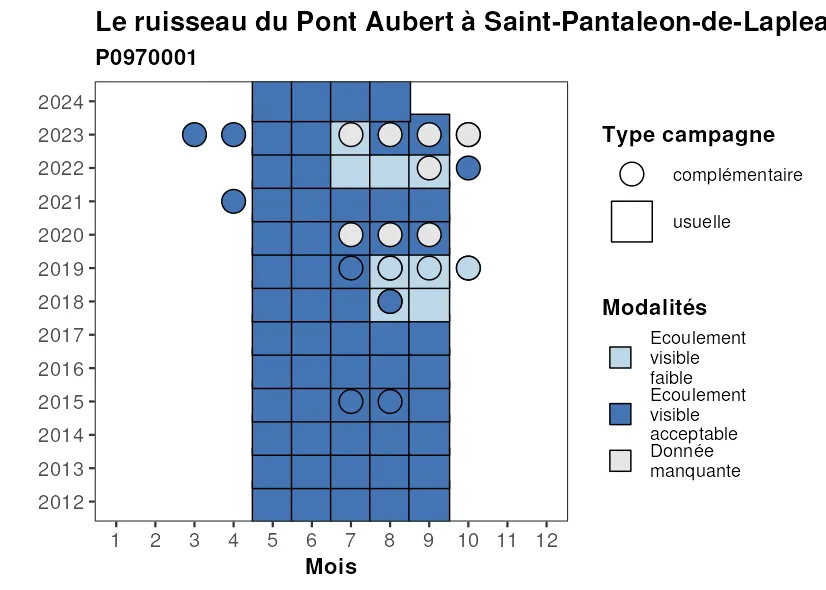 Le ruisseau du Pont Aubert à Saint-Pantaleon-de-Laplea
P0970001
2024
2023
2022
2021
2020
2019
2018
2017
2016
2015
2014
2013
2012
1 2 3 4 5 6 7 8 9 10 11 12
Mois
Type campagne
complémentaire
usuelle
Modalités
Ecoulement
visible
faible
Ecoulement
visible
acceptable
Donnée
manquante